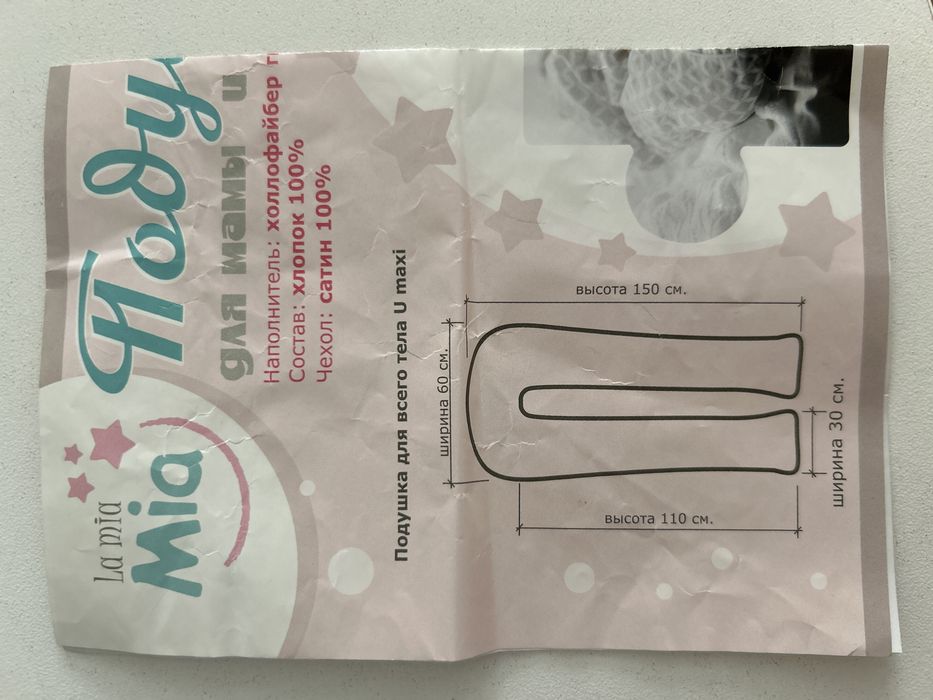 La mia
Mia
Поду
для мамы и
Наполнитель: холлофайбер
Состав: хлопок 100%
Чехол: сатин 100%
Подушка для всего тела U maxi
высота 150 см.
ширина 60 см.
ширина 30 см.
высота 110 см.